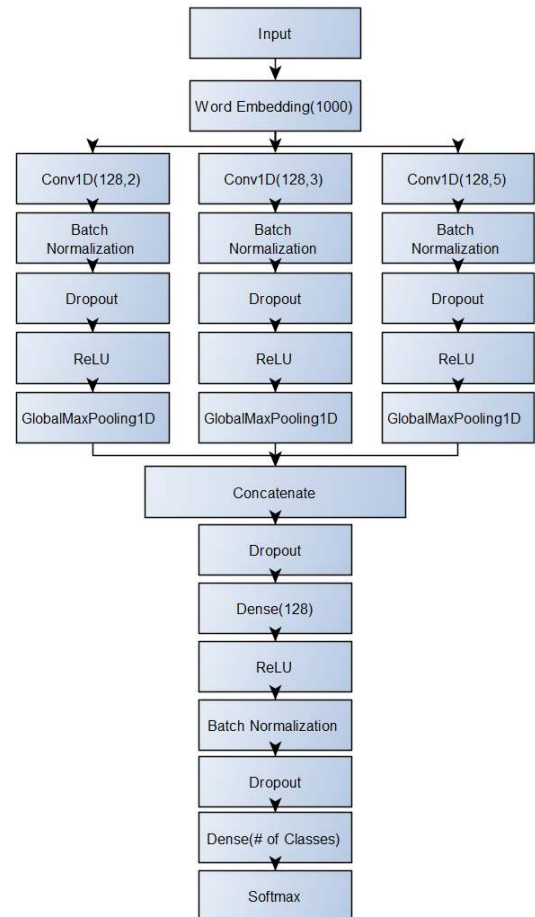 Input
Word Embedding(1000)
Conv1D(128,2)
Conv1D(128,3)
Conv1D(128,5)
Batch
Normalization
Batch
Normalization
Batch
Normalization
Dropout
Dropout
Dropout
ReLU
ReLU
ReLU
GlobalMaxPooling1D
GlobalMaxPooling1D
GlobalMaxPooling1D
Concatenate
Dropout
Dense(128)
ReLU
Batch Normalization
Dropout
Dense(# of Classes)
Softmax